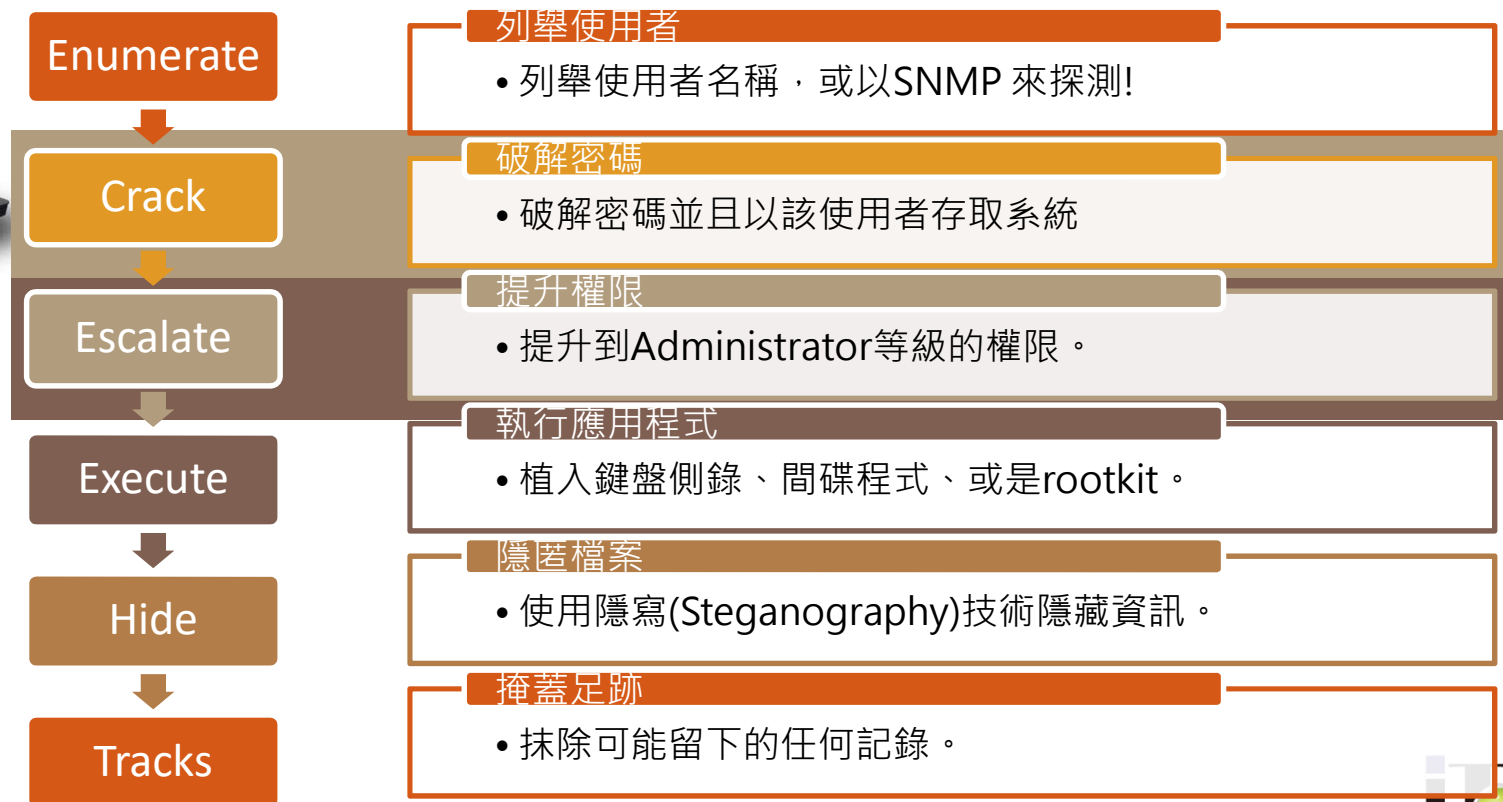 Enumerate
列舉使用者
• 列舉使用者名稱，或以SNMP 來探測!
Crack
破解密碼
• 破解密碼並且以該使用者存取系統
Escalate
提升權限
• 提升到Administrator等級的權限。
Execute
執行應用程式
• 植入鍵盤側錄、間碟程式、或是rootkit。
Hide
隱匿檔案
• 使用隱寫(Steganography)技術隱藏資訊。
Tracks
掩蓋足跡
• 抹除可能留下的任何記錄。